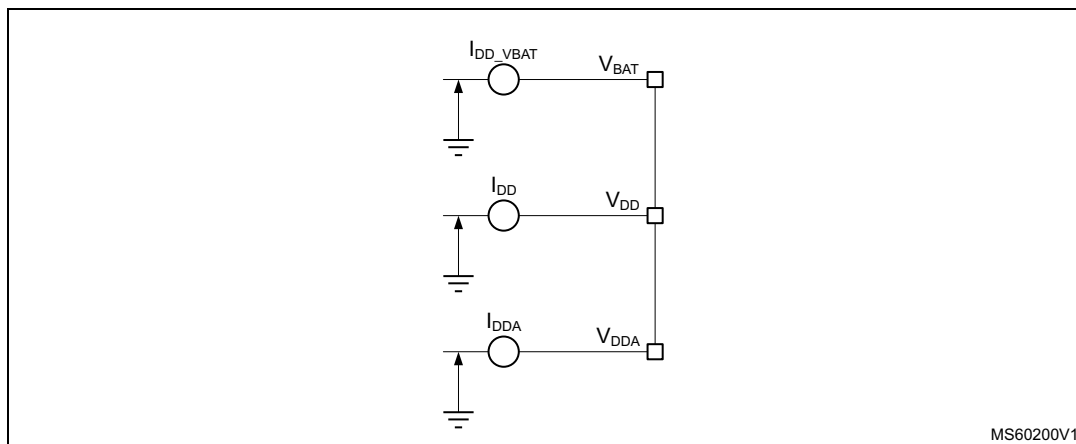 I_DD_VBAT
V_BAT
I_DD
V_DD
I_DDA
V_DDA
MS60200V1